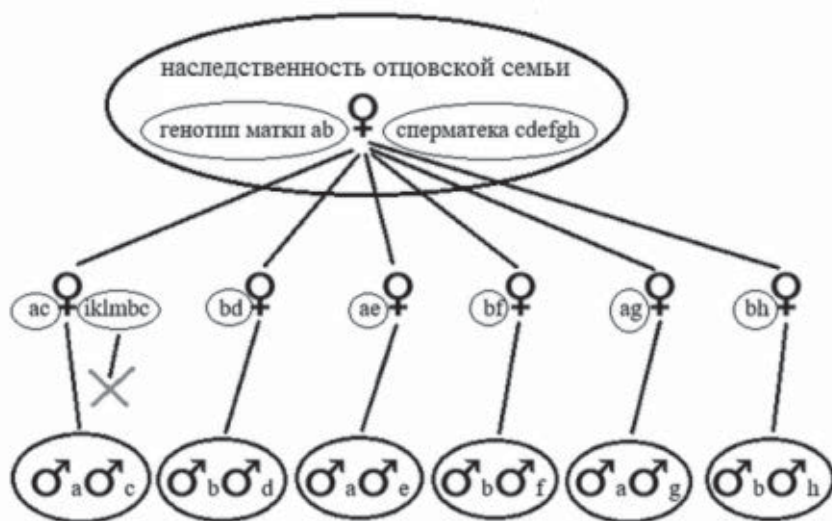 наследственность отцовской семьи
генотип матки ab
сперматека cdefgh
ac iklmbc bd ae bf ag bh
a c b d a e b f a g b h